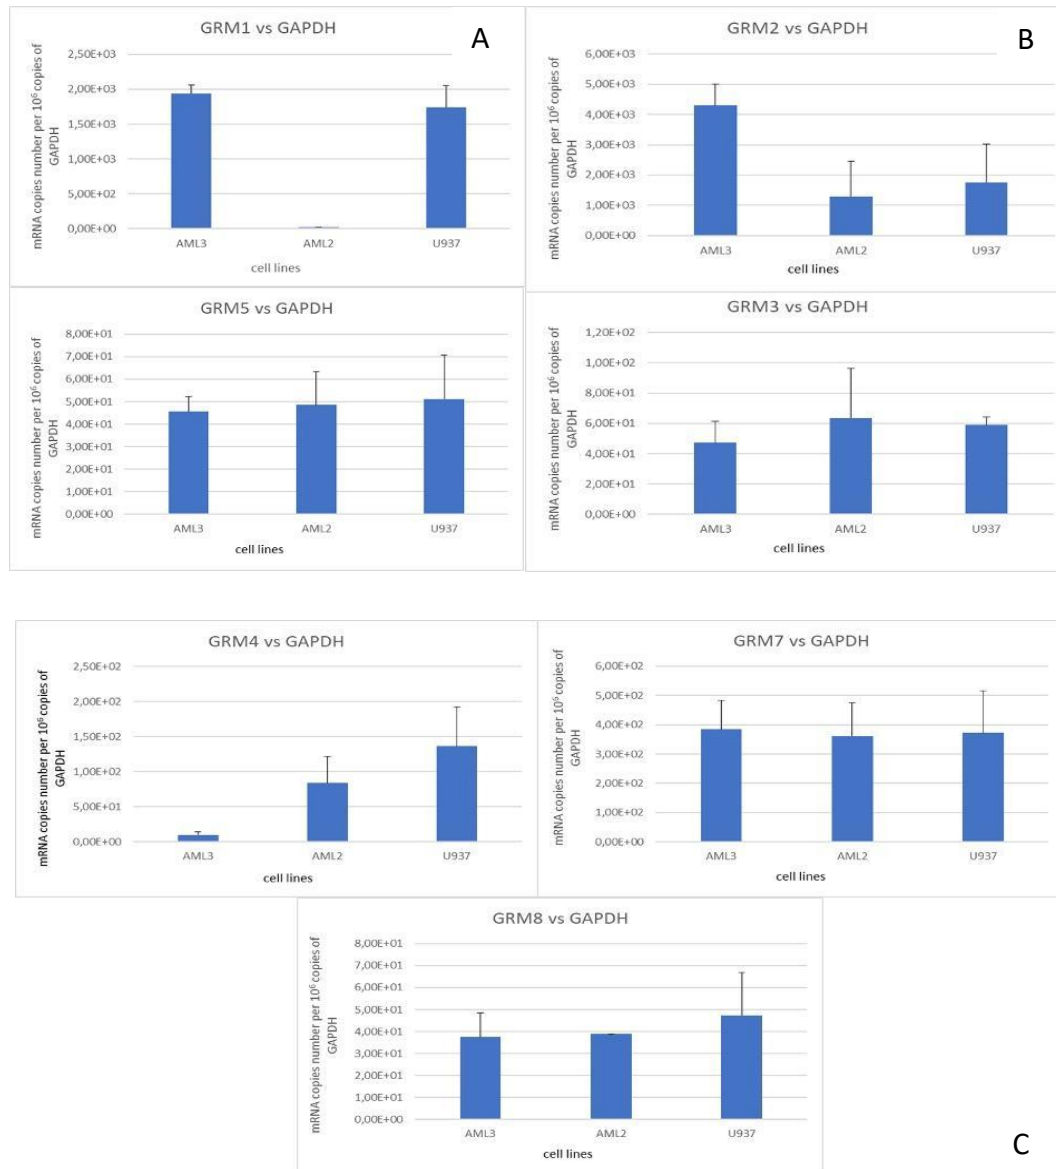 GRM1 vs GAPDH
A
mRNA copies number per 10⁶ copies of
GAPDH
2,50E+03
2,00E+03
1,50E+03
1,00E+03
5,00E+02
0,00E+00
AML3 AML2 U937
cell lines
GRM2 vs GAPDH
B
mRNA copies number per 10⁶ copies of
GAPDH
6,00E+03
5,00E+03
4,00E+03
3,00E+03
2,00E+03
1,00E+03
0,00E+00
AML3 AML2 U937
cell lines
GRM5 vs GAPDH
mRNA copies number per 10⁶ copies of
GAPDH
8,00E+01
7,00E+01
6,00E+01
5,00E+01
4,00E+01
3,00E+01
2,00E+01
1,00E+01
0,00E+00
AML3 AML2 U937
cell lines
GRM3 vs GAPDH
mRNA copies number per 10⁶ copies of
GAPDH
1,20E+02
1,00E+02
8,00E+01
6,00E+01
4,00E+01
2,00E+01
0,00E+00
AML3 AML2 U937
cell lines
GRM4 vs GAPDH
mRNA copies number per 10⁶ copies of
GAPDH
2,50E+02
2,00E+02
1,50E+02
1,00E+02
5,00E+01
0,00E+00
AML3 AML2 U937
cell lines
GRM7 vs GAPDH
mRNA copies number per 10⁶ copies of
GAPDH
6,00E+02
5,00E+02
4,00E+02
3,00E+02
2,00E+02
1,00E+02
0,00E+00
AML3 AML2 U937
cell lines
GRM8 vs GAPDH
mRNA copies number per 10⁶ copies of
GAPDH
8,00E+01
7,00E+01
6,00E+01
5,00E+01
4,00E+01
3,00E+01
2,00E+01
1,00E+01
0,00E+00
AML3 AML2 U937
cell lines
C